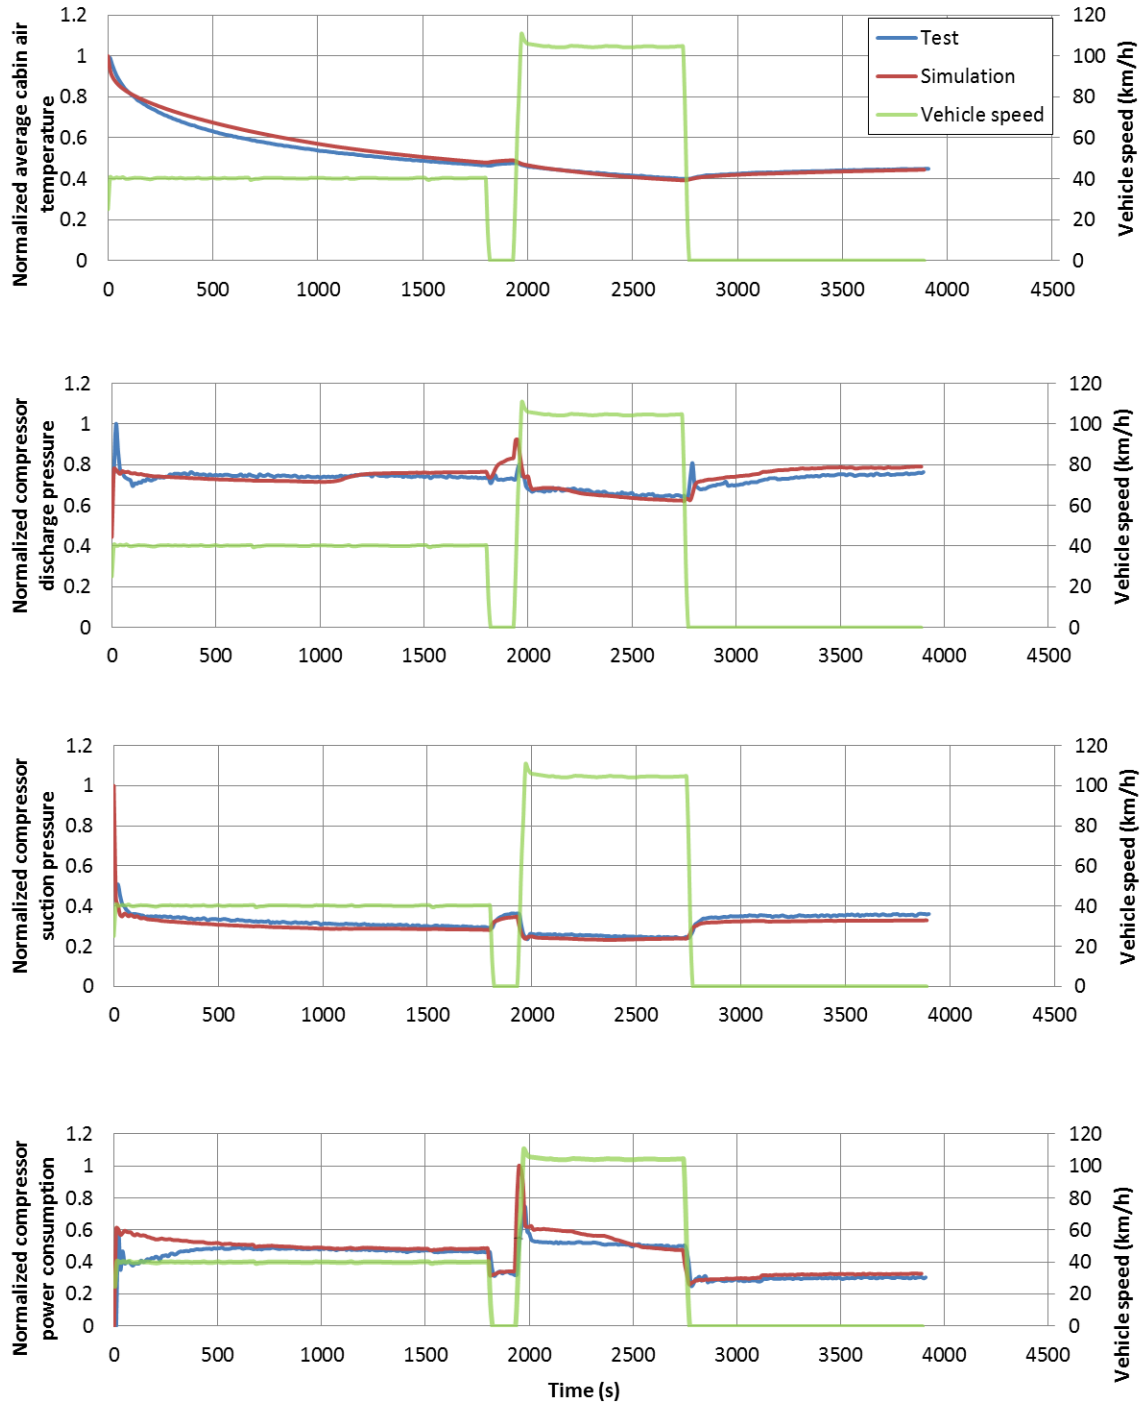 Normalized average cabin air
temperature
1.2
1
0.8
0.6
0.4
0.2
0
120
100
80
60
40
20
0
Vehicle speed (km/h)
Test
Simulation
Vehicle speed
0 500 1000 1500 2000 2500 3000 3500 4000 4500
Normalized compressor
discharge pressure
1.2
1
0.8
0.6
0.4
0.2
0
120
100
80
60
40
20
0
Vehicle speed (km/h)
0 500 1000 1500 2000 2500 3000 3500 4000 4500
Normalized compressor
suction pressure
1.2
1
0.8
0.6
0.4
0.2
0
120
100
80
60
40
20
0
Vehicle speed (km/h)
0 500 1000 1500 2000 2500 3000 3500 4000 4500
Normalized compressor
power consumption
1.2
1
0.8
0.6
0.4
0.2
0
120
100
80
60
40
20
0
Vehicle speed (km/h)
0 500 1000 1500 2000 2500 3000 3500 4000 4500
Time (s)